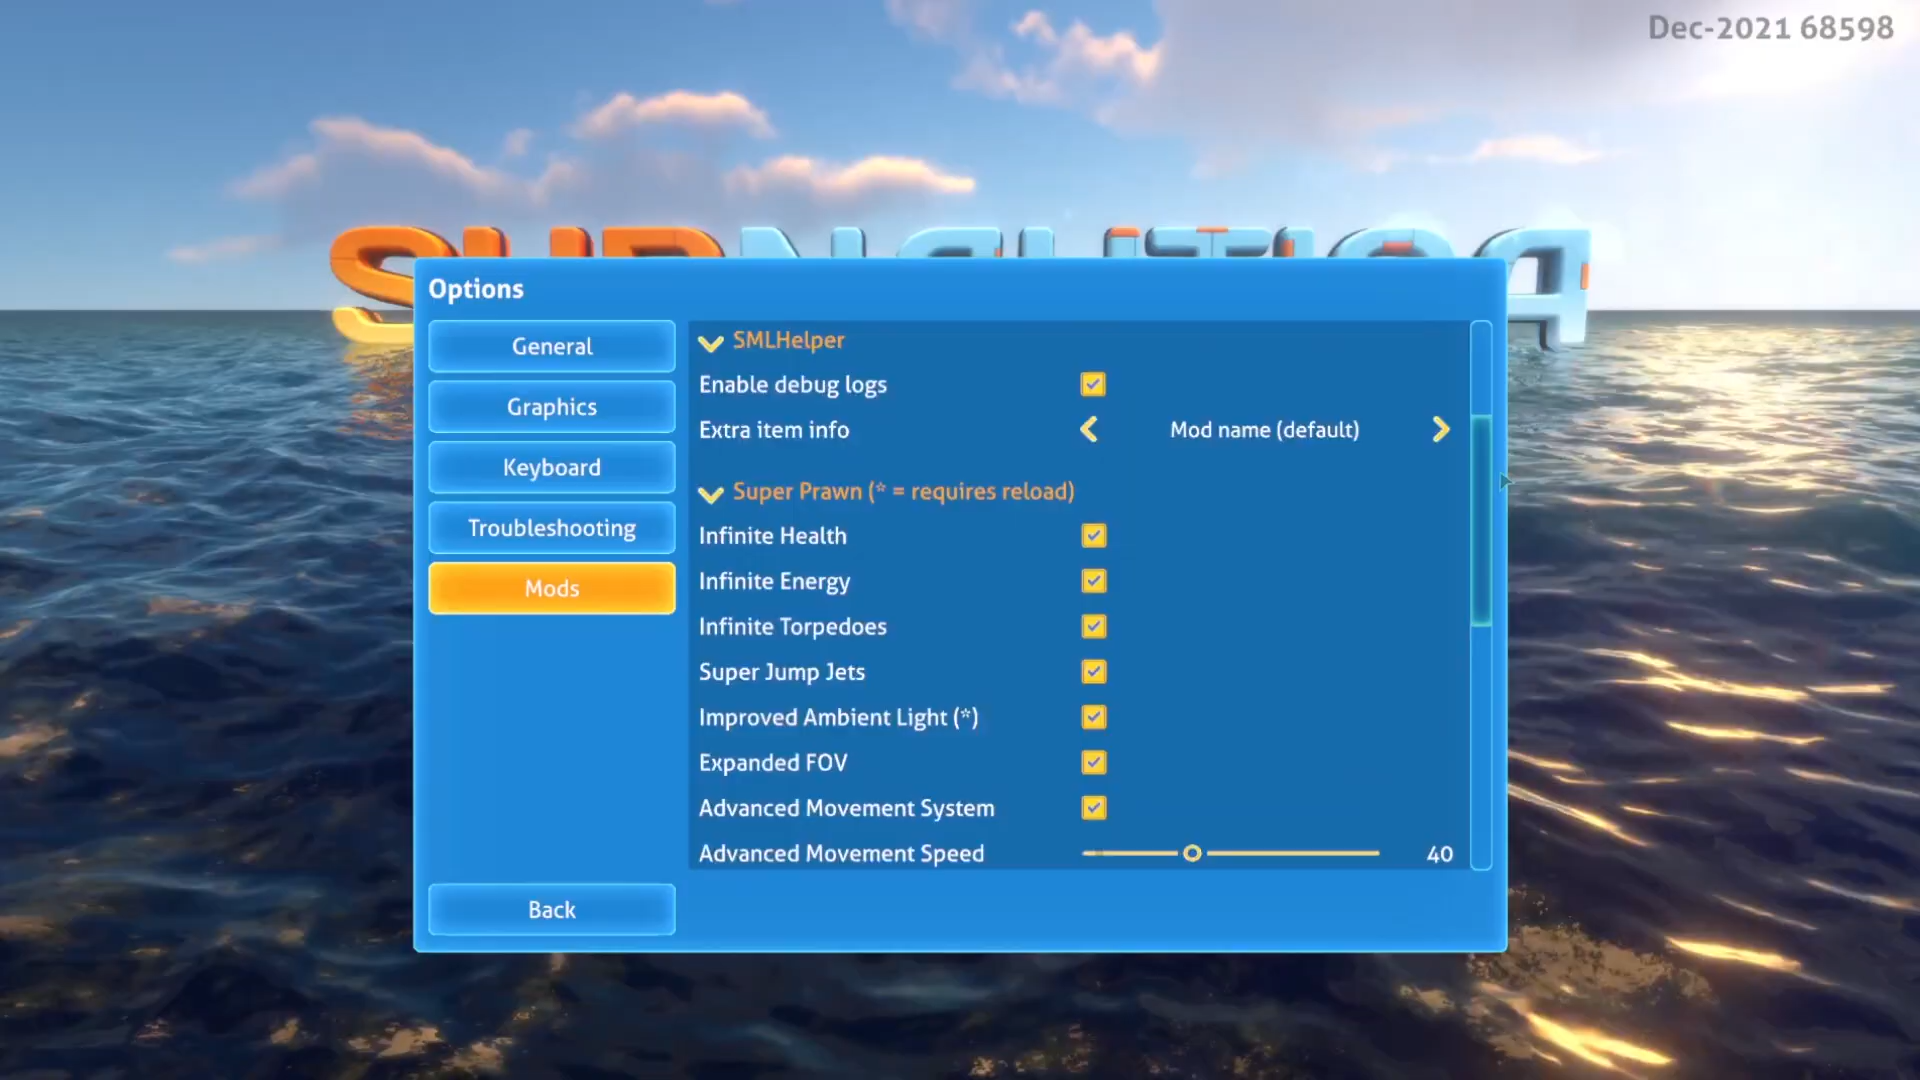 Dec-2021 68598
SUBNAUTICA
Options
General
Graphics
Keyboard
Troubleshooting
Mods
Back
SMLHelper
Enable debug logs
Extra item info
Mod name (default)
Super Prawn (* = requires reload)
Infinite Health
Infinite Energy
Infinite Torpedoes
Super Jump Jets
Improved Ambient Light (*)
Expanded FOV
Advanced Movement System
Advanced Movement Speed
40